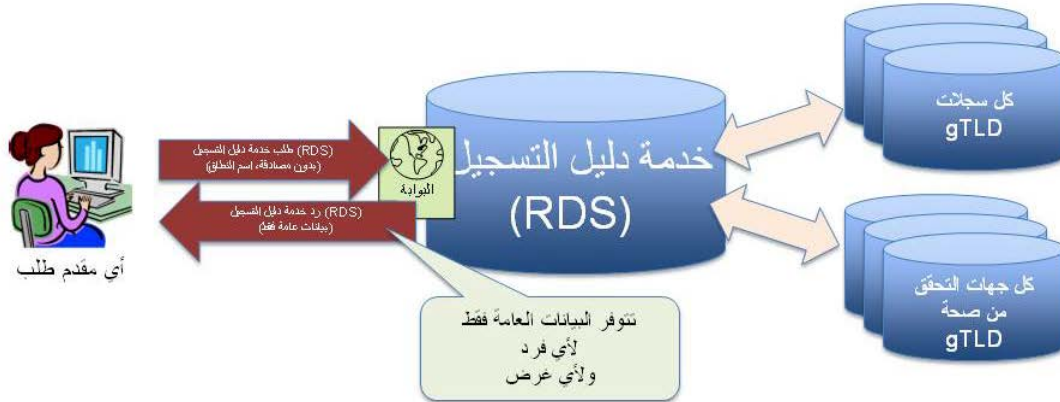 أي مقدم طلب
(RDS) طلب خدمة دليل التسجيل
(بدون مصادقة، اسم النطاق)
(RDS) رد خدمة دليل التسجيل
(بيانات عامة فقط)
البوابة
خدمة دليل التسجيل
(RDS)
تتوفر البيانات العامة فقط
لأي فرد
ولأي غرض
كل سجلات
gTLD
كل جهات التحقق
من صحة
gTLD